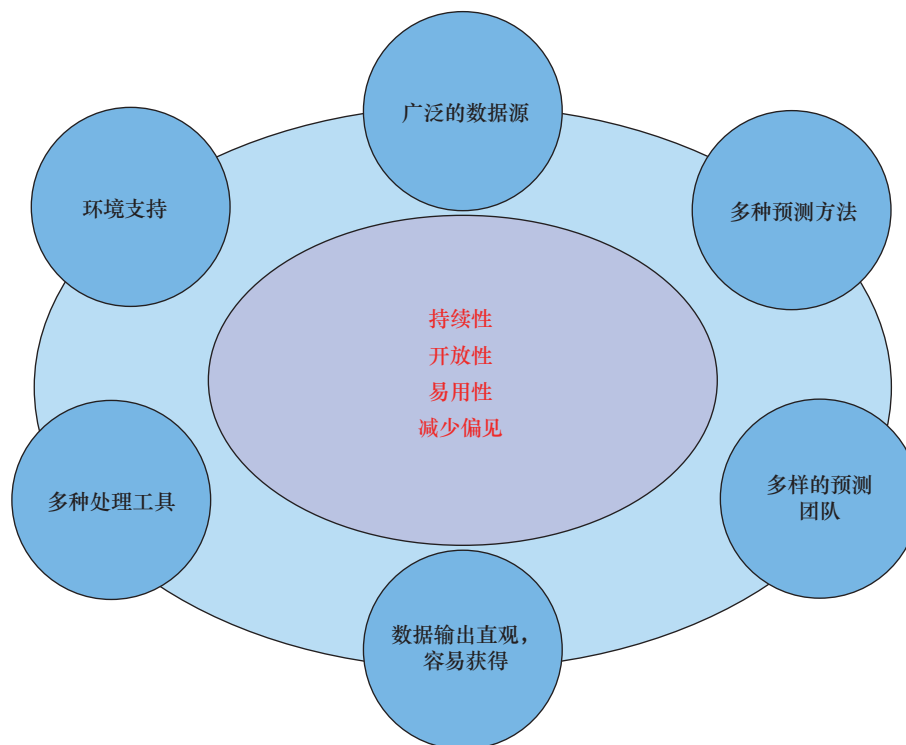 广泛的数据源
环境支持
多种预测方法
持续性
开放性
易用性
减少偏见
多种处理工具
多样的预测
团队
数据输出直观，
容易获得